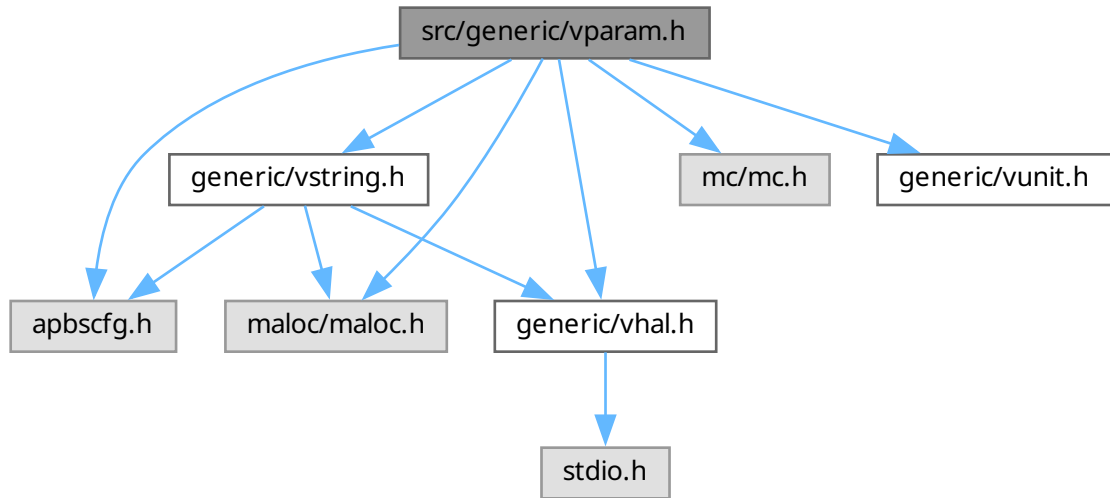 src/generic/vparam.h
generic/vstring.h
mc/mc.h
generic/vunit.h
apbscfg.h
maloc/maloc.h
generic/vhal.h
stdio.h